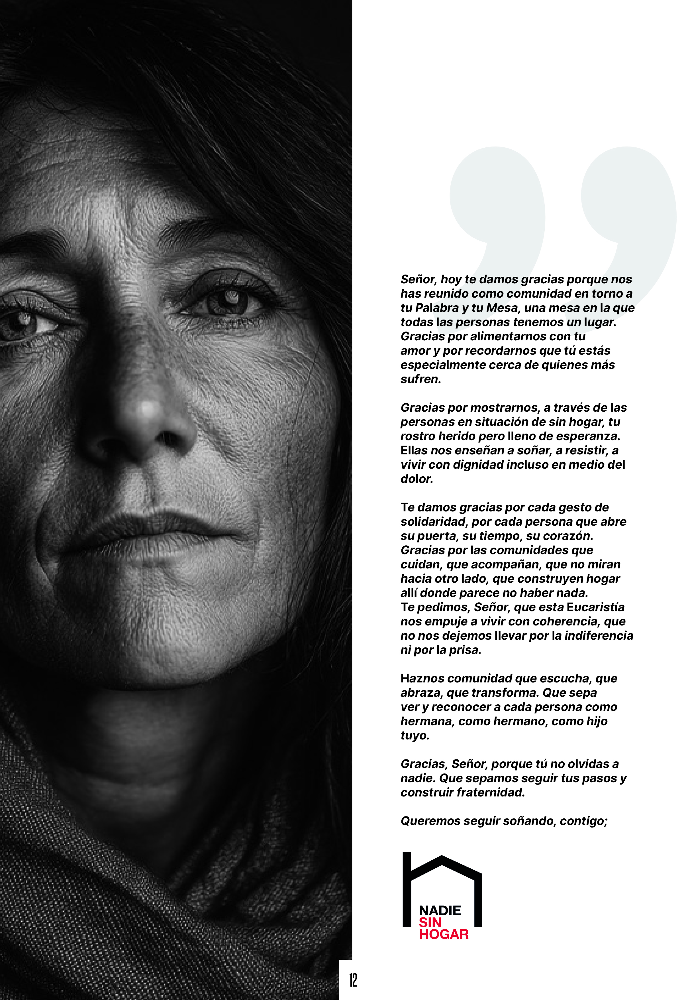 Señor, hoy te damos gracias porque nos
has reunido como comunidad en torno a
tu Palabra y tu Mesa, una mesa en la que
todas las personas tenemos un lugar.
Gracias por alimentarnos con tu
amor y por recordarnos que tú estás
especialmente cerca de quienes más
sufren.
Gracias por mostrarnos, a través de las
personas en situación de sin hogar, tu
rostro herido pero lleno de esperanza.
Ellas nos enseñan a soñar, a resistir, a
vivir con dignidad incluso en medio del
dolor.
Te damos gracias por cada gesto de
solidaridad, por cada persona que abre
su puerta, su tiempo, su corazón.
Gracias por las comunidades que
cuidan, que acompañan, que no miran
hacia otro lado, que construyen hogar
allí donde parece no haber nada.
Te pedimos, Señor, que esta Eucaristía
nos empuje a vivir con coherencia, que
no nos dejemos llevar por la indiferencia
ni por la prisa.
Haznos comunidad que escucha, que
abraza, que transforma. Que sepa
ver y reconocer a cada persona como
hermana, como hermano, como hijo
tuyo.
Gracias, Señor, porque tú no olvidas a
nadie. Que sepamos seguir tus pasos y
construir fraternidad.
Queremos seguir soñando, contigo;
NADIE
SIN
HOGAR
12